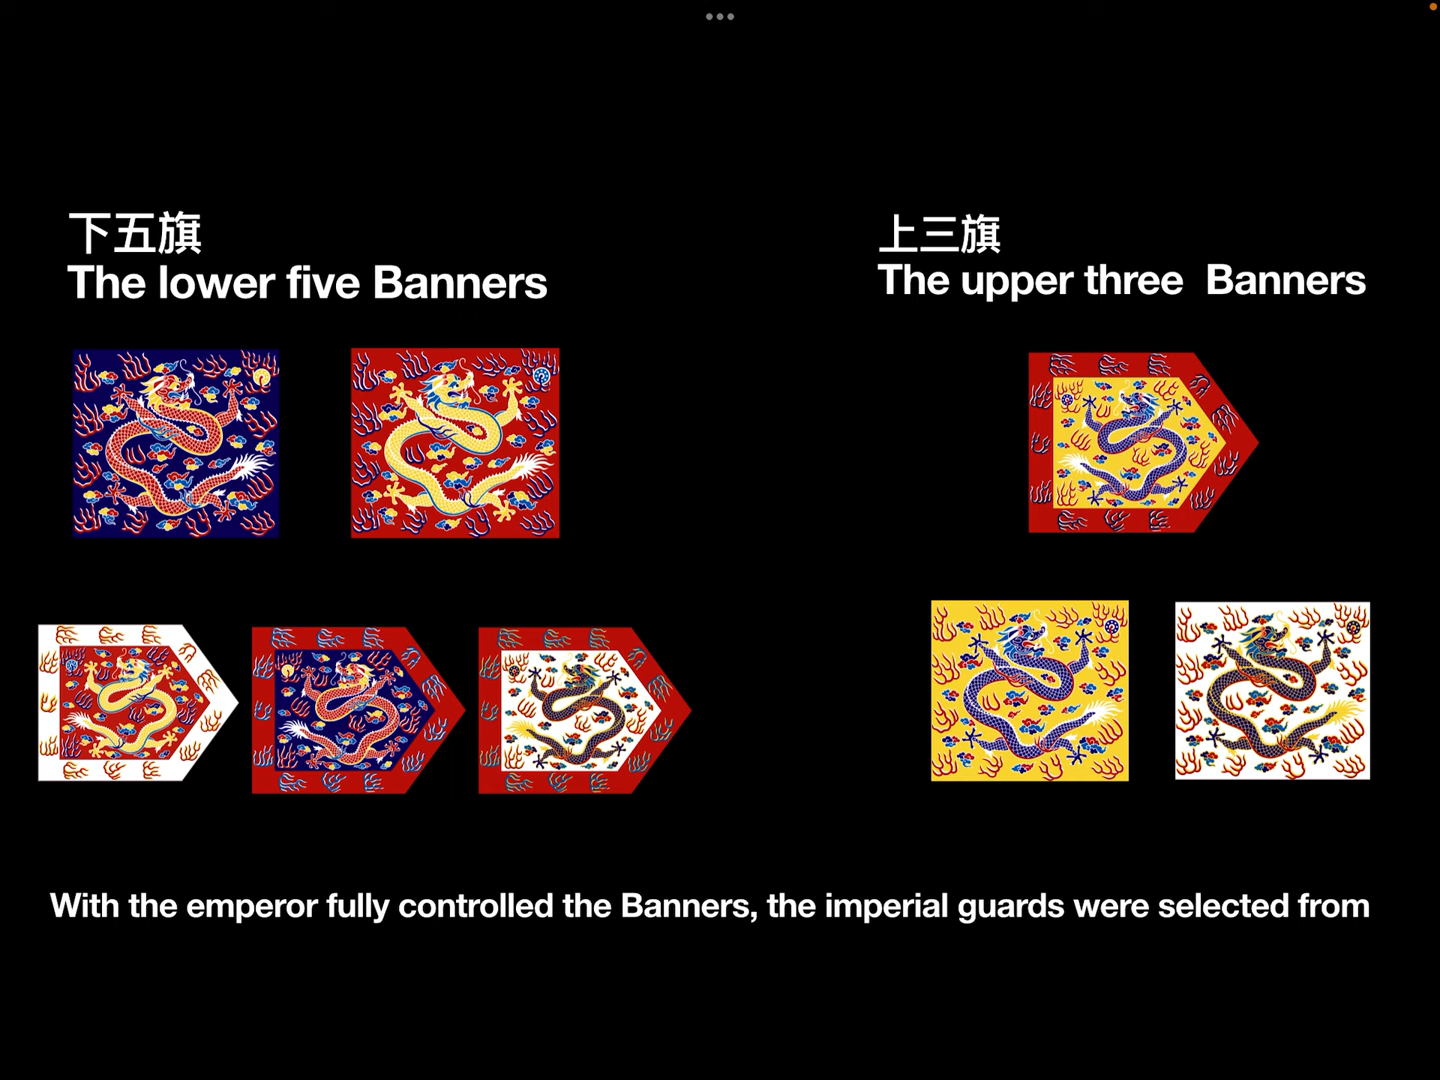 下五旗
The lower five Banners
上三旗
The upper three Banners
With the emperor fully controlled the Banners, the imperial guards were selected from